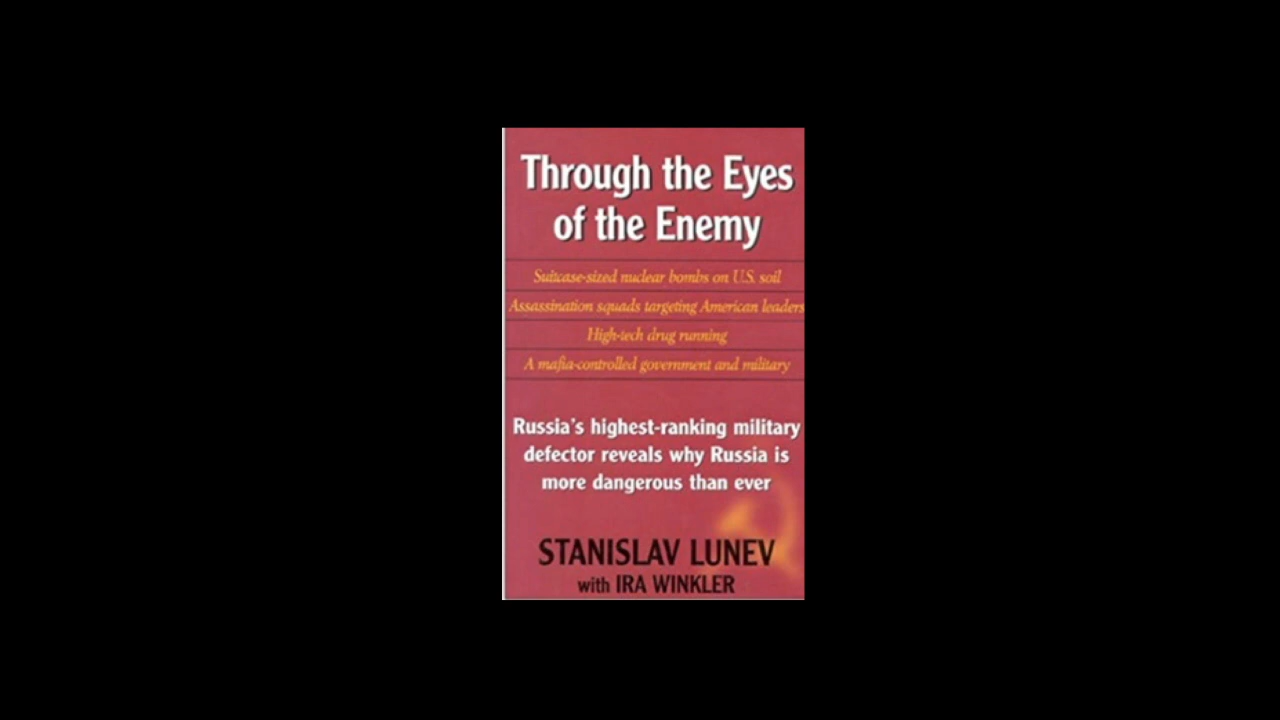 Through the Eyes
of the Enemy
Suitcase-sized nuclear bombs on U.S. soil
Assassination squads targeting American leaders
High-tech drug running
A mafia-controlled government and military
Russia's highest-ranking military
defector reveals why Russia is
more dangerous than ever
STANISLAV LUNEV
with IRA WINKLER